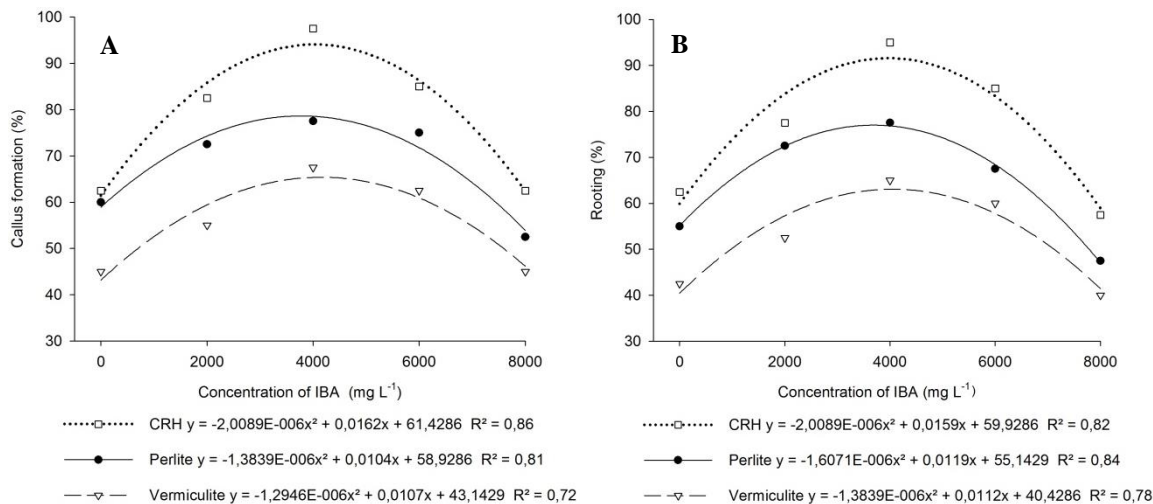 A
Callus formation (%)
100
90
80
70
60
50
40
30
0 2000 4000 6000 8000
Concentration of IBA (mg L⁻¹)
CRH y = -2,0089E-006x² + 0,0162x + 61,4286 R² = 0,86
Perlite y = -1,3839E-006x² + 0,0104x + 58,9286 R² = 0,81
Vermiculite y = -1,2946E-006x² + 0,0107x + 43,1429 R² = 0,72
B
Rooting (%)
100
90
80
70
60
50
40
30
0 2000 4000 6000 8000
Concentration of IBA (mg L⁻¹)
CRH y = -2,0089E-006x² + 0,0159x + 59,9286 R² = 0,82
Perlite y = -1,6071E-006x² + 0,0119x + 55,1429 R² = 0,84
Vermiculite y = -1,3839E-006x² + 0,0112x + 40,4286 R² = 0,78